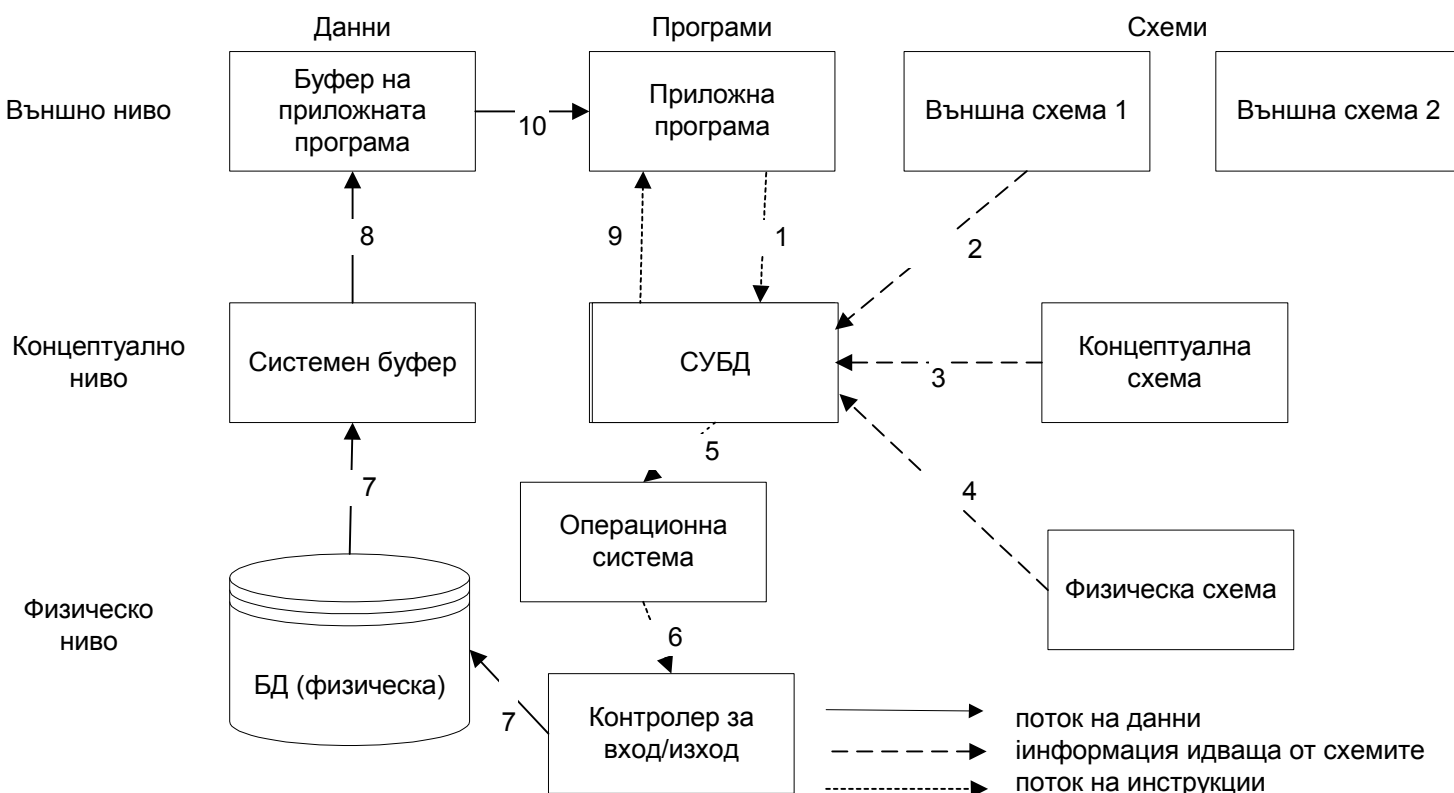 Данни
Програми
Схеми
Външно ниво
Буфер на
приложната
програма
10
Приложна
програма
Външна схема 1
Външна схема 2
8
9
1
2
Концептуално
ниво
Системен буфер
СУБД
3
Концептуална
схема
7
5
4
Операционна
система
Физическо
ниво
Физическа схема
6
БД (физическа)
7
Контролер за
вход/изход
поток на данни
іинформация идваща от схемите
поток на инструкции